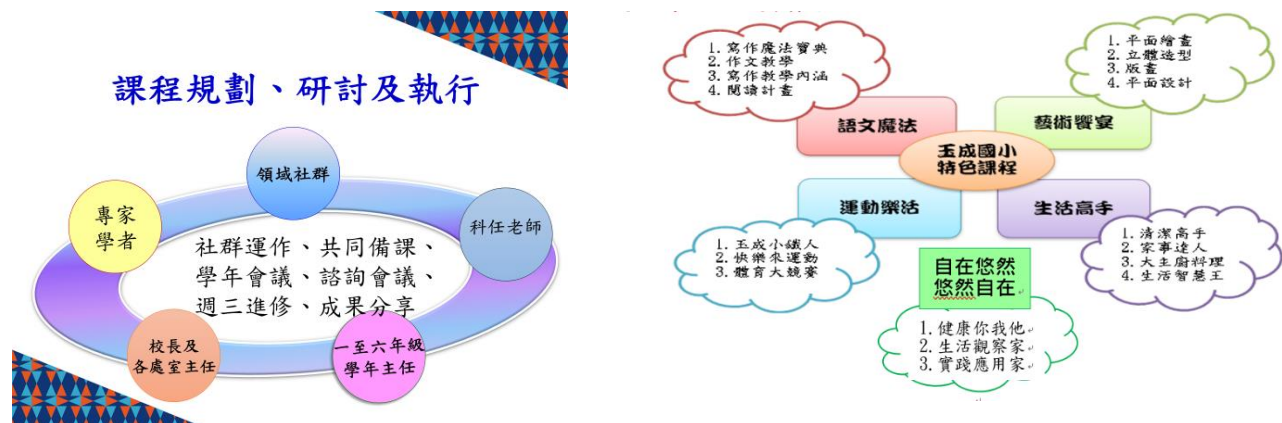 課程規劃、研討及執行
領域社群
專家
學者
科任老師
社群運作、共同備課、
學年會議、諮詢會議、
週三進修、成果分享
校長及
各處室主任
一至六年級
學年主任
1. 寫作魔法寶典
2. 作文教學
3. 寫作教學內涵
4. 閱讀計畫
語文魔法
1. 平面繪畫
2. 立體造型
3. 版畫
4. 平面設計
藝術饗宴
玉成國小
特色課程
運動樂活
1. 玉成小鐵人
2. 快樂來運動
3. 體育大競賽
生活高手
1. 清潔高手
2. 家事達人
3. 大主廚料理
4. 生活智慧王
自在悠然
悠然自在
1. 健康你我他
2. 生活觀察家
3. 實踐應用家